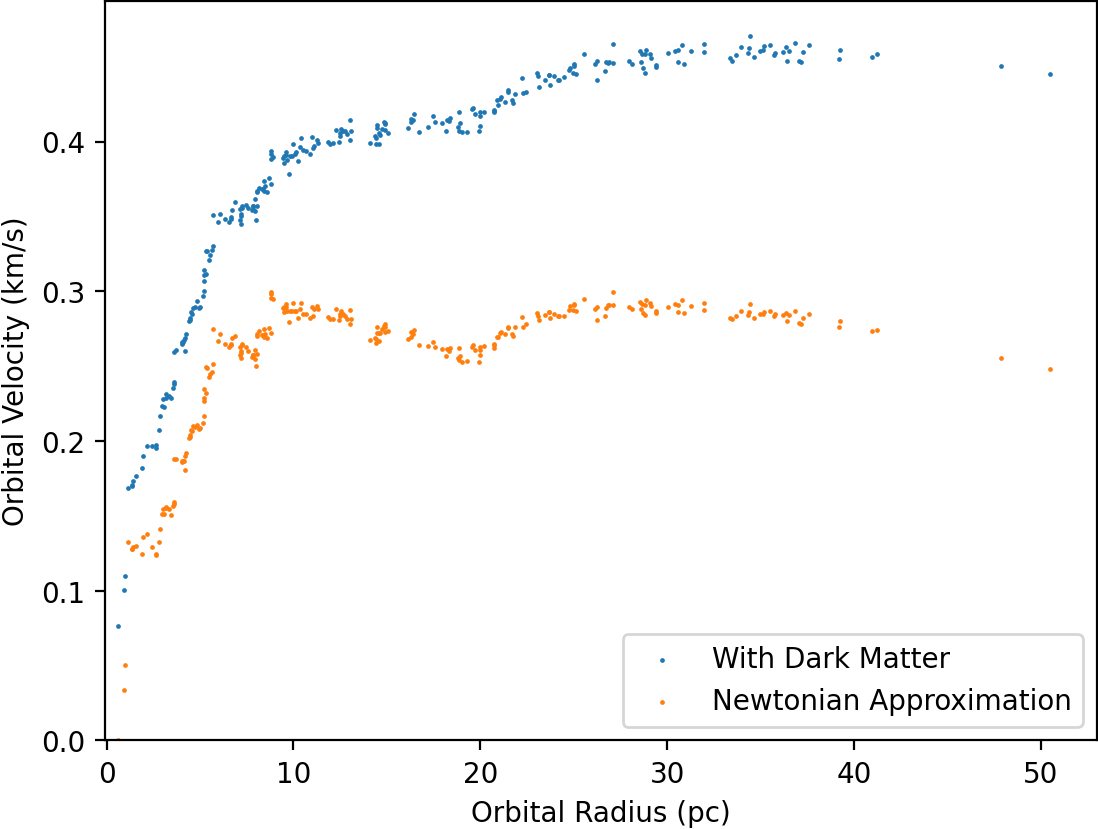 Orbital Velocity (km/s)
0.4
0.3
0.2
0.1
0.0
With Dark Matter
Newtonian Approximation
0
10
20
30
40
50
Orbital Radius (pc)